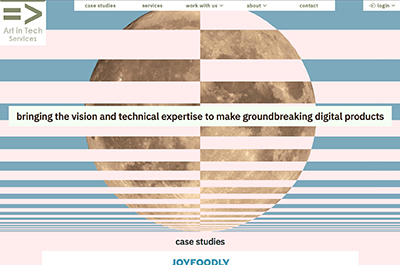 =>
Art in Tech
Services
case studies services work with us about contact login
bringing the vision and technical expertise to make groundbreaking digital products
case studies
JOYFOODLY